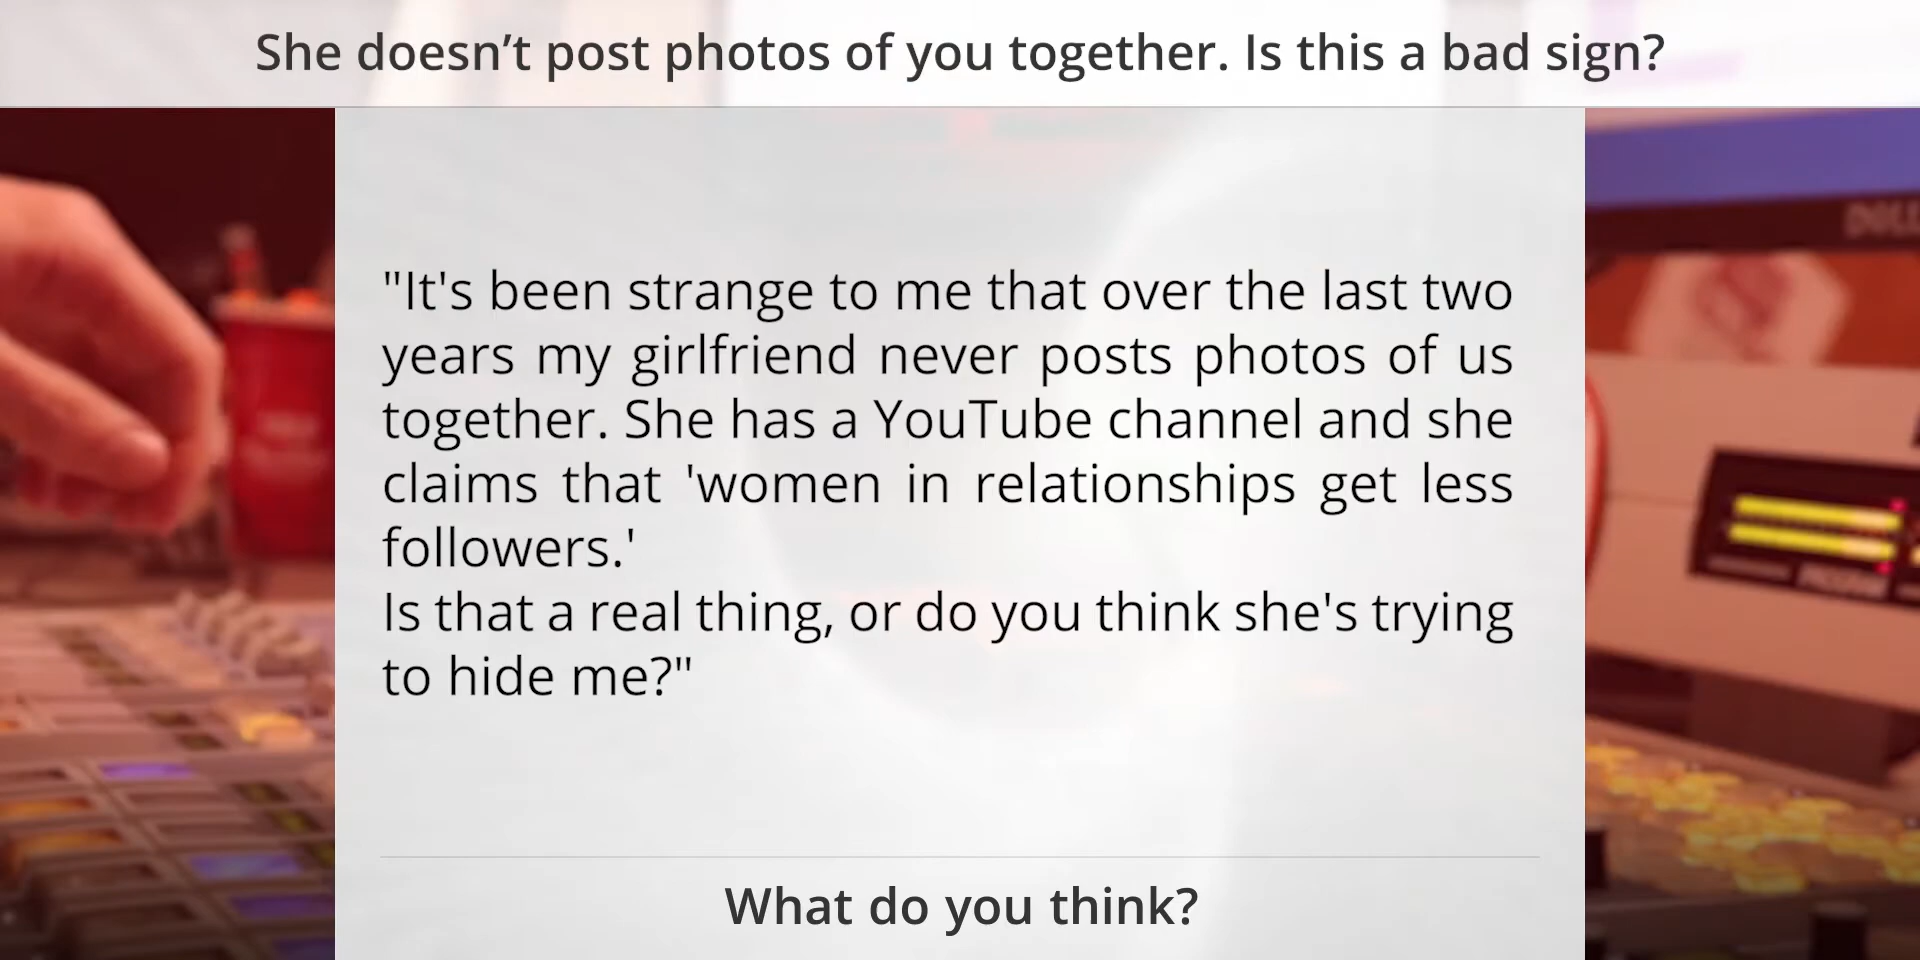 She doesn’t post photos of you together. Is this a bad sign?
"It's been strange to me that over the last two
years my girlfriend never posts photos of us
together. She has a YouTube channel and she
claims that 'women in relationships get less
followers.'
Is that a real thing, or do you think she's trying
to hide me?"
What do you think?